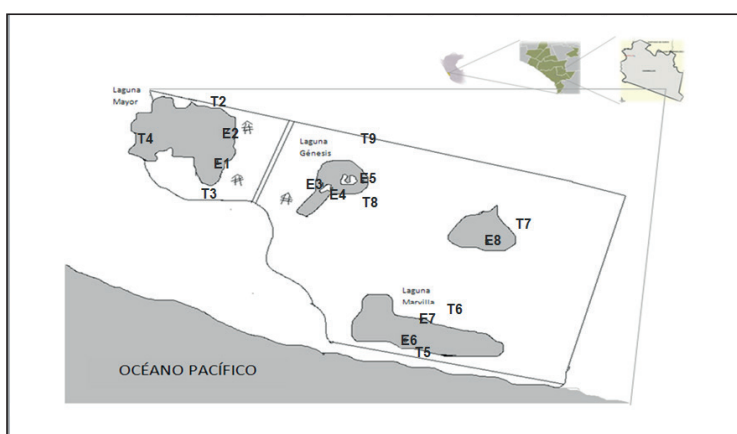 Laguna
Mayor
T2
T4
E2
E1
T3
T9
Laguna
Génesis
E3
E5
E4
T8
T7
E8
Laguna
Marvilla
T6
E7
E6
T5
OCÉANO PACÍFICO